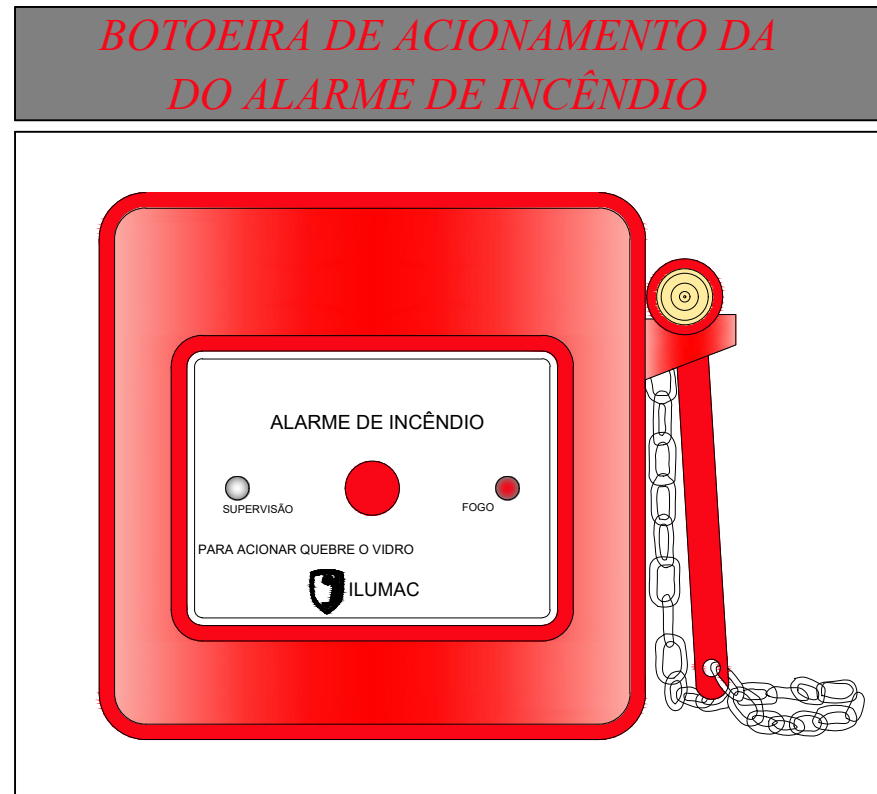 BOTOEIRA DE ACIONAMENTO DA
DO ALARME DE INCÊNDIO
ALARME DE INCÊNDIO
SUPERVISÃO
FOGO
PARA ACIONAR QUEBRE O VIDRO
ILUMAC